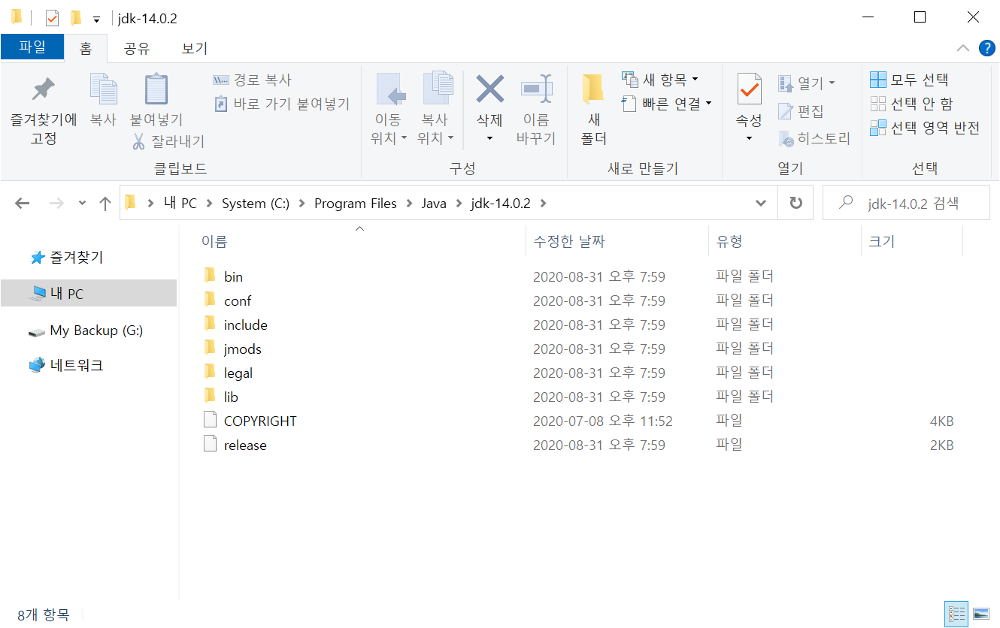 jdk-14.0.2
파일 홈 공유 보기
즐겨찾기에 고정
복사
붙여넣기
경로 복사
바로 가기 붙여넣기
잘라내기
클립보드
이동 위치
복사 위치
삭제
이름 바꾸기
구성
새 폴더
새 항목
빠른 연결
새로 만들기
속성
열기
편집
히스토리
열기
모두 선택
선택 안 함
선택 영역 반전
선택
내 PC > System (C:) > Program Files > Java > jdk-14.0.2 >
jdk-14.0.2 검색
즐겨찾기
내 PC
My Backup (G:)
네트워크
이름 수정한 날짜 유형 크기
bin 2020-08-31 오후 7:59 파일 폴더
conf 2020-08-31 오후 7:59 파일 폴더
include 2020-08-31 오후 7:59 파일 폴더
jmods 2020-08-31 오후 7:59 파일 폴더
legal 2020-08-31 오후 7:59 파일 폴더
lib 2020-08-31 오후 7:59 파일 폴더
COPYRIGHT 2020-07-08 오후 11:52 파일 4KB
release 2020-08-31 오후 7:59 파일 2KB
8개 항목